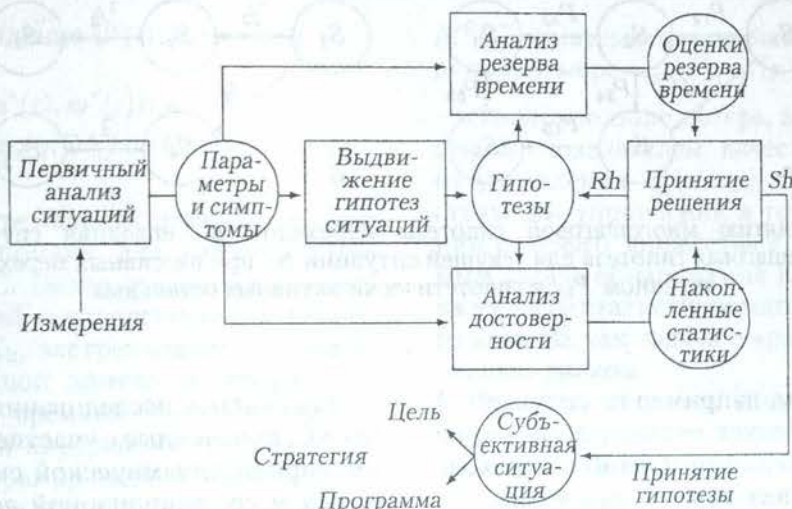 Анализ
резерва
времени
Оценки
резерва
времени
Первичный
анализ
ситуаций
Пара-
метры
и симп-
томы
Выдви-
жение
гипотез
ситуаций
Гипо-
тезы
Rh
Принятие
решения
Sh
Измерения
Анализ
достовер-
ности
Накоп-
ленные
статис-
тики
Цель
Стратегия
Программа
Субъ-
ективная
ситуа-
ция
Принятие
гипотезы